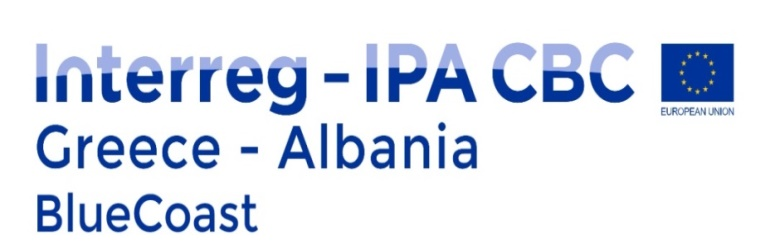 Interreg - IPA CBC
EUROPEAN UNION
Greece - Albania
BlueCoast